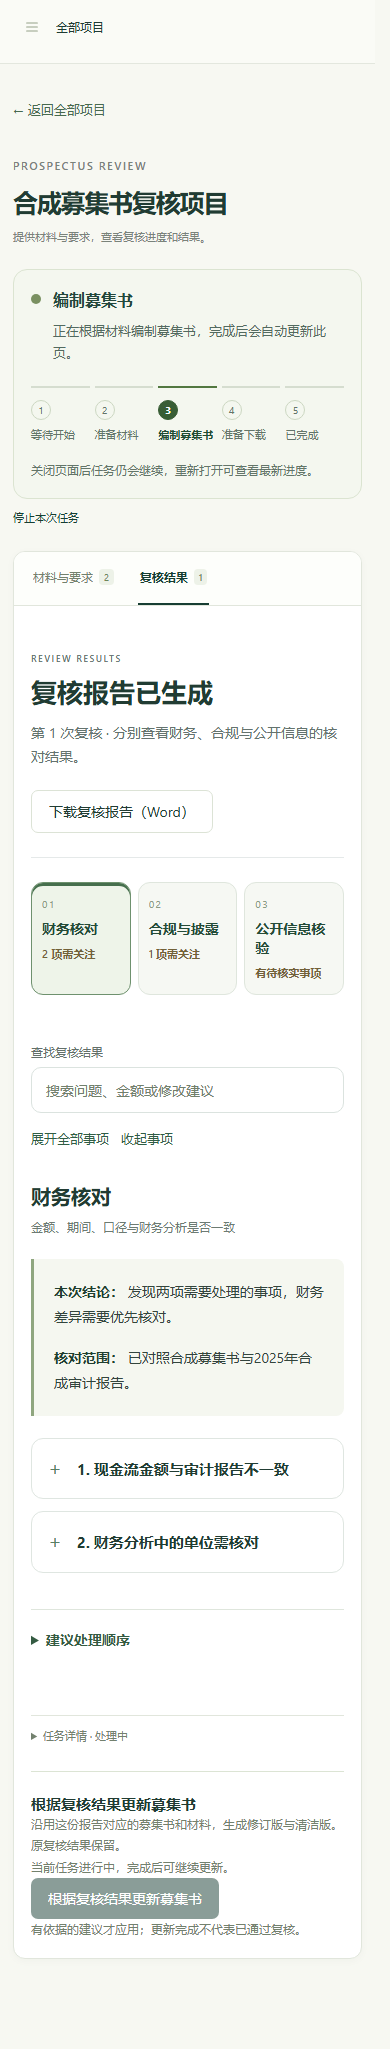 全部项目
← 返回全部项目
PROSPECTUS REVIEW
合成募集书复核项目
提供材料与要求，查看复核进度和结果。
编制募集书
正在根据材料编制募集书，完成后会自动更新此
页。
1
2
3
4
5
等待开始
准备材料
编制募集书
准备下载
已完成
关闭页面后任务仍会继续，重新打开可查看最新进度。
停止本次任务
材料与要求 2
复核结果 1
REVIEW RESULTS
复核报告已生成
第 1 次复核 · 分别查看财务、合规与公开信息的核
对结果。
下载复核报告（Word）
01
财务核对
2 项需关注
02
合规与披露
1 项需关注
03
公开信息核
验
有待核实事项
查找复核结果
搜索问题、金额或修改建议
展开全部事项 收起事项
财务核对
金额、期间、口径与财务分析是否一致
本次结论： 发现两项需要处理的事项，财务
差异需要优先核对。
核对范围： 已对照合成募集书与2025年合
成审计报告。
+ 1. 现金流金额与审计报告不一致
+ 2. 财务分析中的单位需核对
▶ 建议处理顺序
▶ 任务详情 · 处理中
根据复核结果更新募集书
沿用这份报告对应的募集书和材料，生成修订版与清洁版。
原复核结果保留。
当前任务进行中，完成后可继续更新。
根据复核结果更新募集书
有依据的建议才应用；更新完成不代表已通过复核。